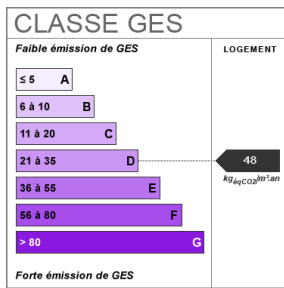 CLASSE GES
Faible émission de GES
LOGEMENT
≤ 5 A
6 à 10 B
11 à 20 C
21 à 35 D
48
kgéqCO2/m².an
36 à 55 E
56 à 80 F
> 80 G
Forte émission de GES